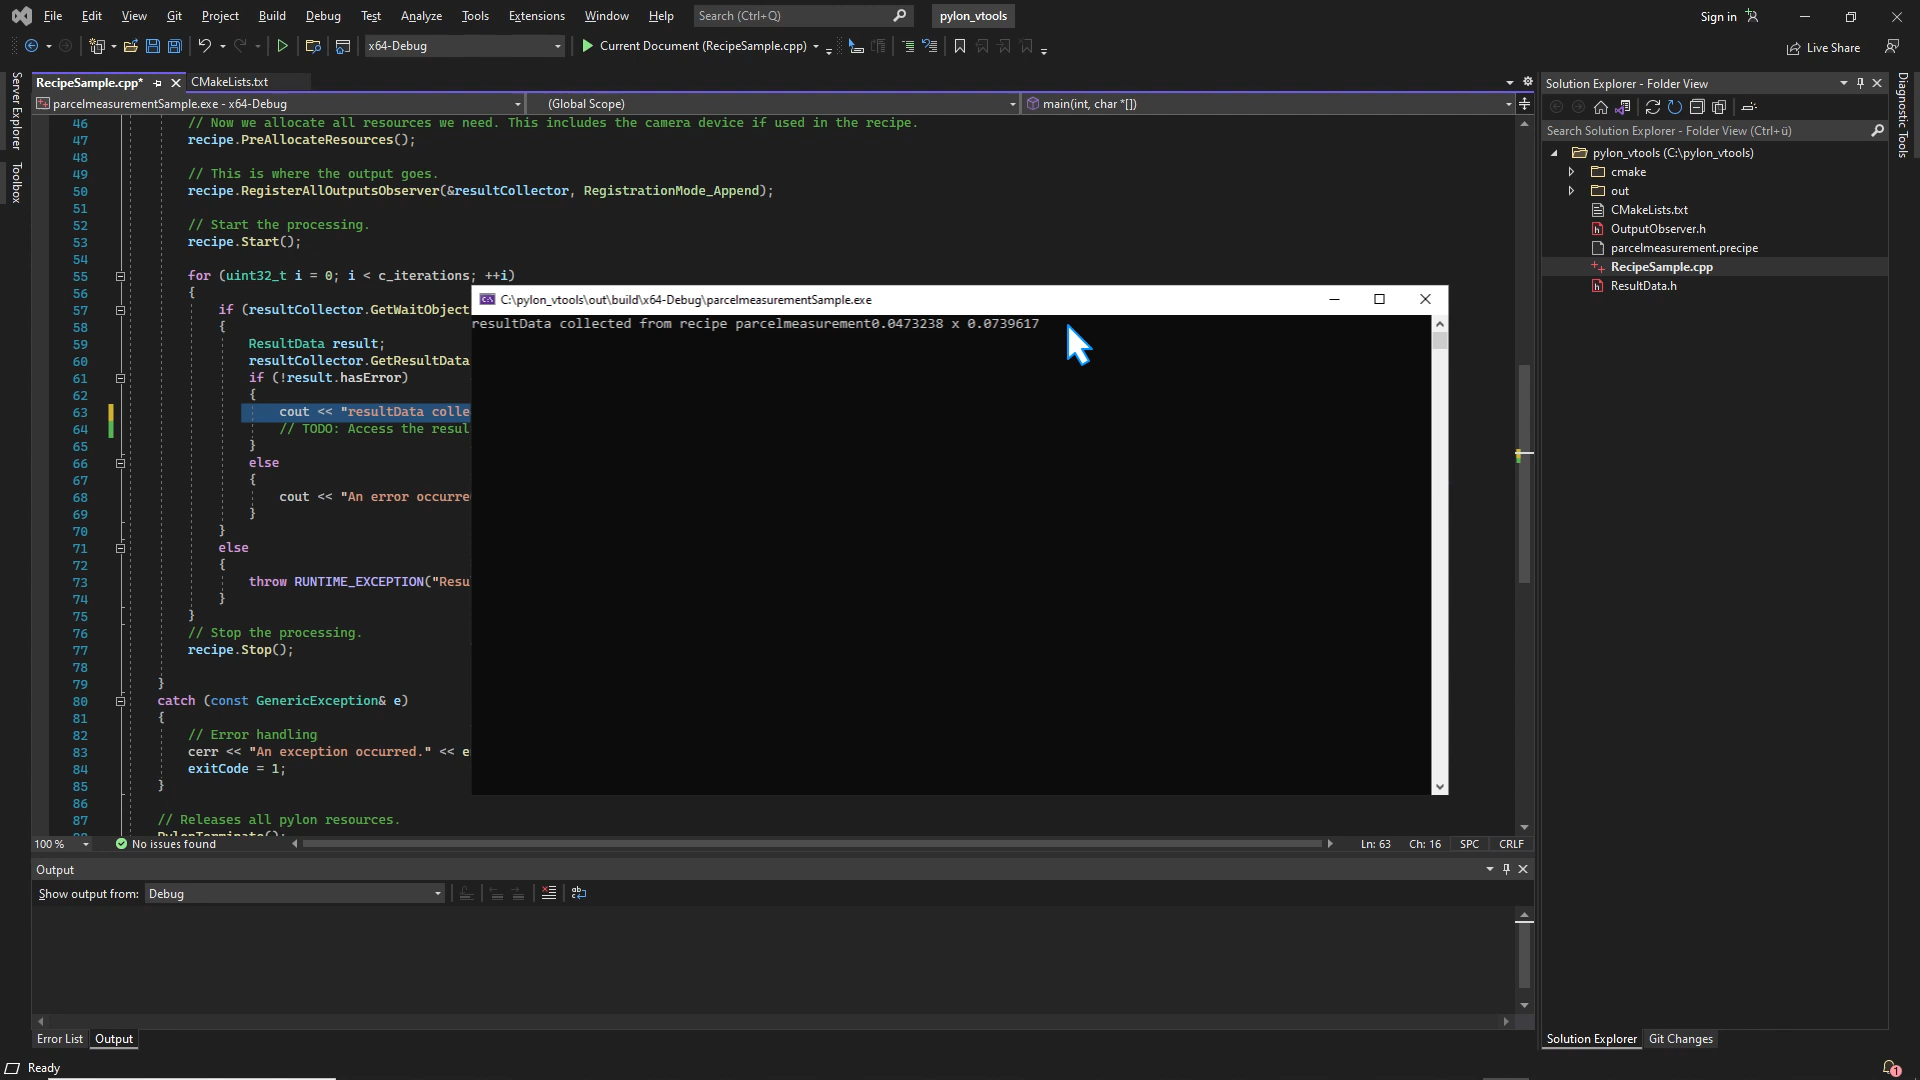 File Edit View Git Project Build Debug Test Analyze Tools Extensions Window Help Search (Ctrl+Q) pylon_vtools Sign in
x64-Debug Current Document (RecipeSample.cpp) Live Share
Server Explorer
Toolbox
RecipeSample.cpp* CMakeLists.txt
parcelmeasurementSample.exe - x64-Debug (Global Scope) main(int, char *[])
46 // Now we allocate all resources we need. This includes the camera device if used in the recipe.
47 recipe.PreAllocateResources();
48
49 // This is where the output goes.
50 recipe.RegisterAllOutputsObserver(&resultCollector, RegistrationMode_Append);
51
52 // Start the processing.
53 recipe.Start();
54
55 for (uint32_t i = 0; i < c_iterations; ++i)
56 {
57 if (resultCollector.GetWaitObject
58 {
59 ResultData result;
60 resultCollector.GetResultData
61 if (!result.hasError)
62 {
63 cout << "resultData colle
64 // TODO: Access the resul
65 }
66 else
67 {
68 cout << "An error occurre
69 }
70 }
71 else
72 {
73 throw RUNTIME_EXCEPTION("Resu
74 }
75 }
76 // Stop the processing.
77 recipe.Stop();
78
79 }
80 catch (const GenericException& e)
81 {
82 // Error handling
83 cerr << "An exception occurred." << e
84 exitCode = 1;
85 }
86
87 // Releases all pylon resources.
C:\pylon_vtools\out\build\x64-Debug\parcelmeasurementSample.exe
resultData collected from recipe parcelmeasurement0.0473238 x 0.0739617
100 % No issues found Ln: 63 Ch: 16 SPC CRLF
Output
Show output from: Debug
Error List Output
Ready
Solution Explorer - Folder View
Search Solution Explorer - Folder View (Ctrl+ü)
pylon_vtools (C:\pylon_vtools)
cmake
out
CMakeLists.txt
OutputObserver.h
parcelmeasurement.precipe
RecipeSample.cpp
ResultData.h
Solution Explorer Git Changes
Diagnostic Tools
1